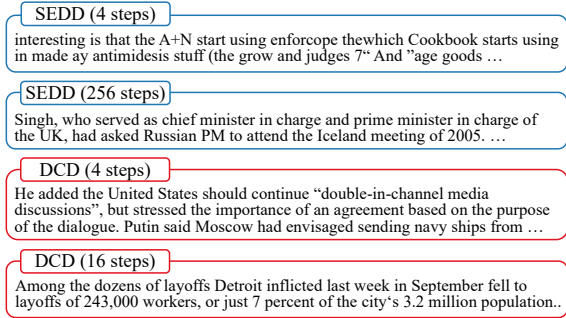 SEDD (4 steps)
interesting is that the A+N start using enforcope thewhich Cookbook starts using
in made ay antimidesis stuff (the grow and judges 7“ And ”age goods …
SEDD (256 steps)
Singh, who served as chief minister in charge and prime minister in charge of
the UK, had asked Russian PM to attend the Iceland meeting of 2005. …
DCD (4 steps)
He added the United States should continue “double-in-channel media
discussions”, but stressed the importance of an agreement based on the purpose
of the dialogue. Putin said Moscow had envisaged sending navy ships from …
DCD (16 steps)
Among the dozens of layoffs Detroit inflicted last week in September fell to
layoffs of 243,000 workers, or just 7 percent of the city‘s 3.2 million population..